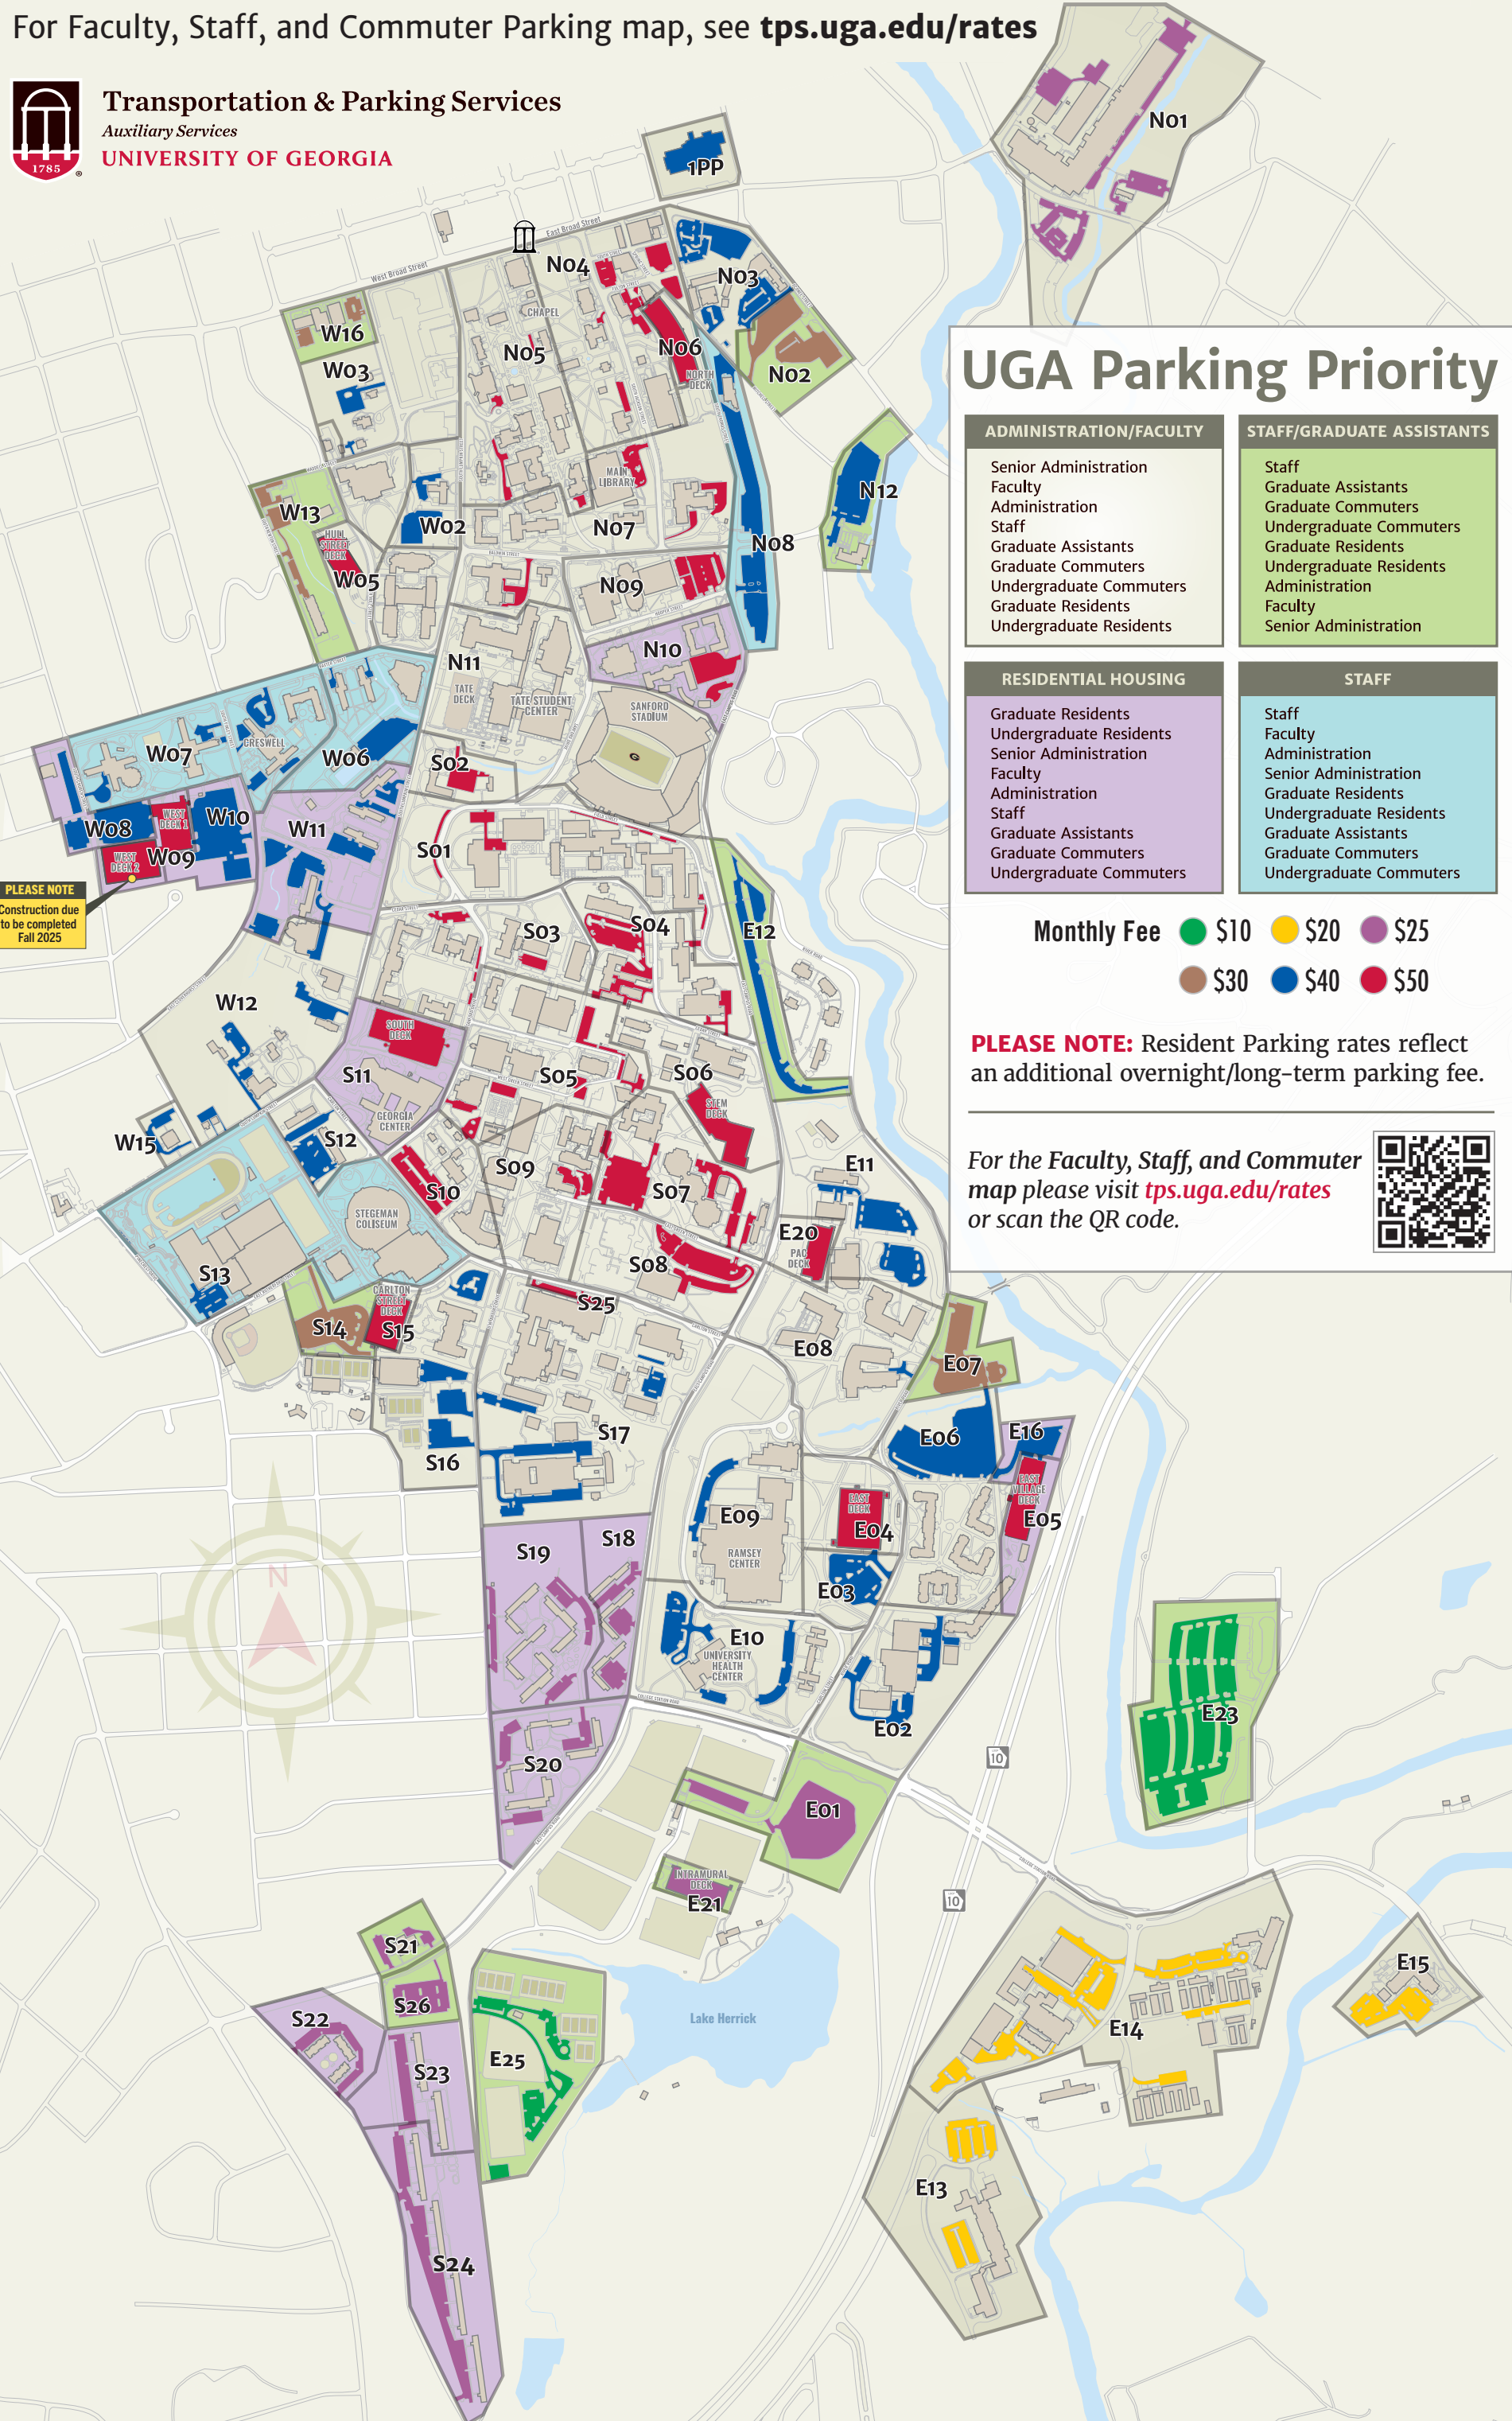 For Faculty, Staff, and Commuter Parking map, see tps.uga.edu/rates
1785
®
Transportation & Parking Services
Auxiliary Services
UNIVERSITY OF GEORGIA
N01
1PP
East Broad Street
West Broad Street
N04
N03
CHAPEL
W16
N05
N06
NORTH
DECK
N02
W03
MAIN
LIBRARY
N12
W13
HULL
STREET
DECK
W02
N07
W05
N08
BALDWIN STREET
N09
N10
N11
TATE
DECK
TATE STUDENT
CENTER
SANFORD
STADIUM
G
W07
CRESWELL
W06
S02
W08
WEST
DECK 1
W10
W11
W09
WEST
DECK 2
S01
PLEASE NOTE
Construction due
to be completed
Fall 2025
S03
S04
E12
W12
SOUTH
DECK
S11
S05
S06
GEORGIA
CENTER
STEM
DECK
W15
S12
S09
S10
S07
E11
STEGEMAN
COLISEUM
E20
PAC
DECK
S13
S08
CARLTON
STREET
DECK
S14
S15
S25
E08
E07
S17
S16
E06
E16
EAST
VILLAGE
DECK
E09
EAST
DECK
E04
E05
RAMSEY
CENTER
S19
S18
E03
N
E10
UNIVERSITY
HEALTH
CENTER
COLLEGE STATION ROAD
E02
E23
S20
10
E01
INTRAMURAL
DECK
E21
10
S21
S26
S22
Lake Herrick
E14
E15
S23
E25
E13
S24
UGA Parking Priority
ADMINISTRATION/FACULTY
Senior Administration
Faculty
Administration
Staff
Graduate Assistants
Graduate Commuters
Undergraduate Commuters
Graduate Residents
Undergraduate Residents
STAFF/GRADUATE ASSISTANTS
Staff
Graduate Assistants
Graduate Commuters
Undergraduate Commuters
Graduate Residents
Undergraduate Residents
Administration
Faculty
Senior Administration
RESIDENTIAL HOUSING
Graduate Residents
Undergraduate Residents
Senior Administration
Faculty
Administration
Staff
Graduate Assistants
Graduate Commuters
Undergraduate Commuters
STAFF
Staff
Faculty
Administration
Senior Administration
Graduate Residents
Undergraduate Residents
Graduate Assistants
Graduate Commuters
Undergraduate Commuters
Monthly Fee $10 $20 $25
$30 $40 $50
PLEASE NOTE: Resident Parking rates reflect
an additional overnight/long-term parking fee.
For the Faculty, Staff, and Commuter
map please visit tps.uga.edu/rates
or scan the QR code.